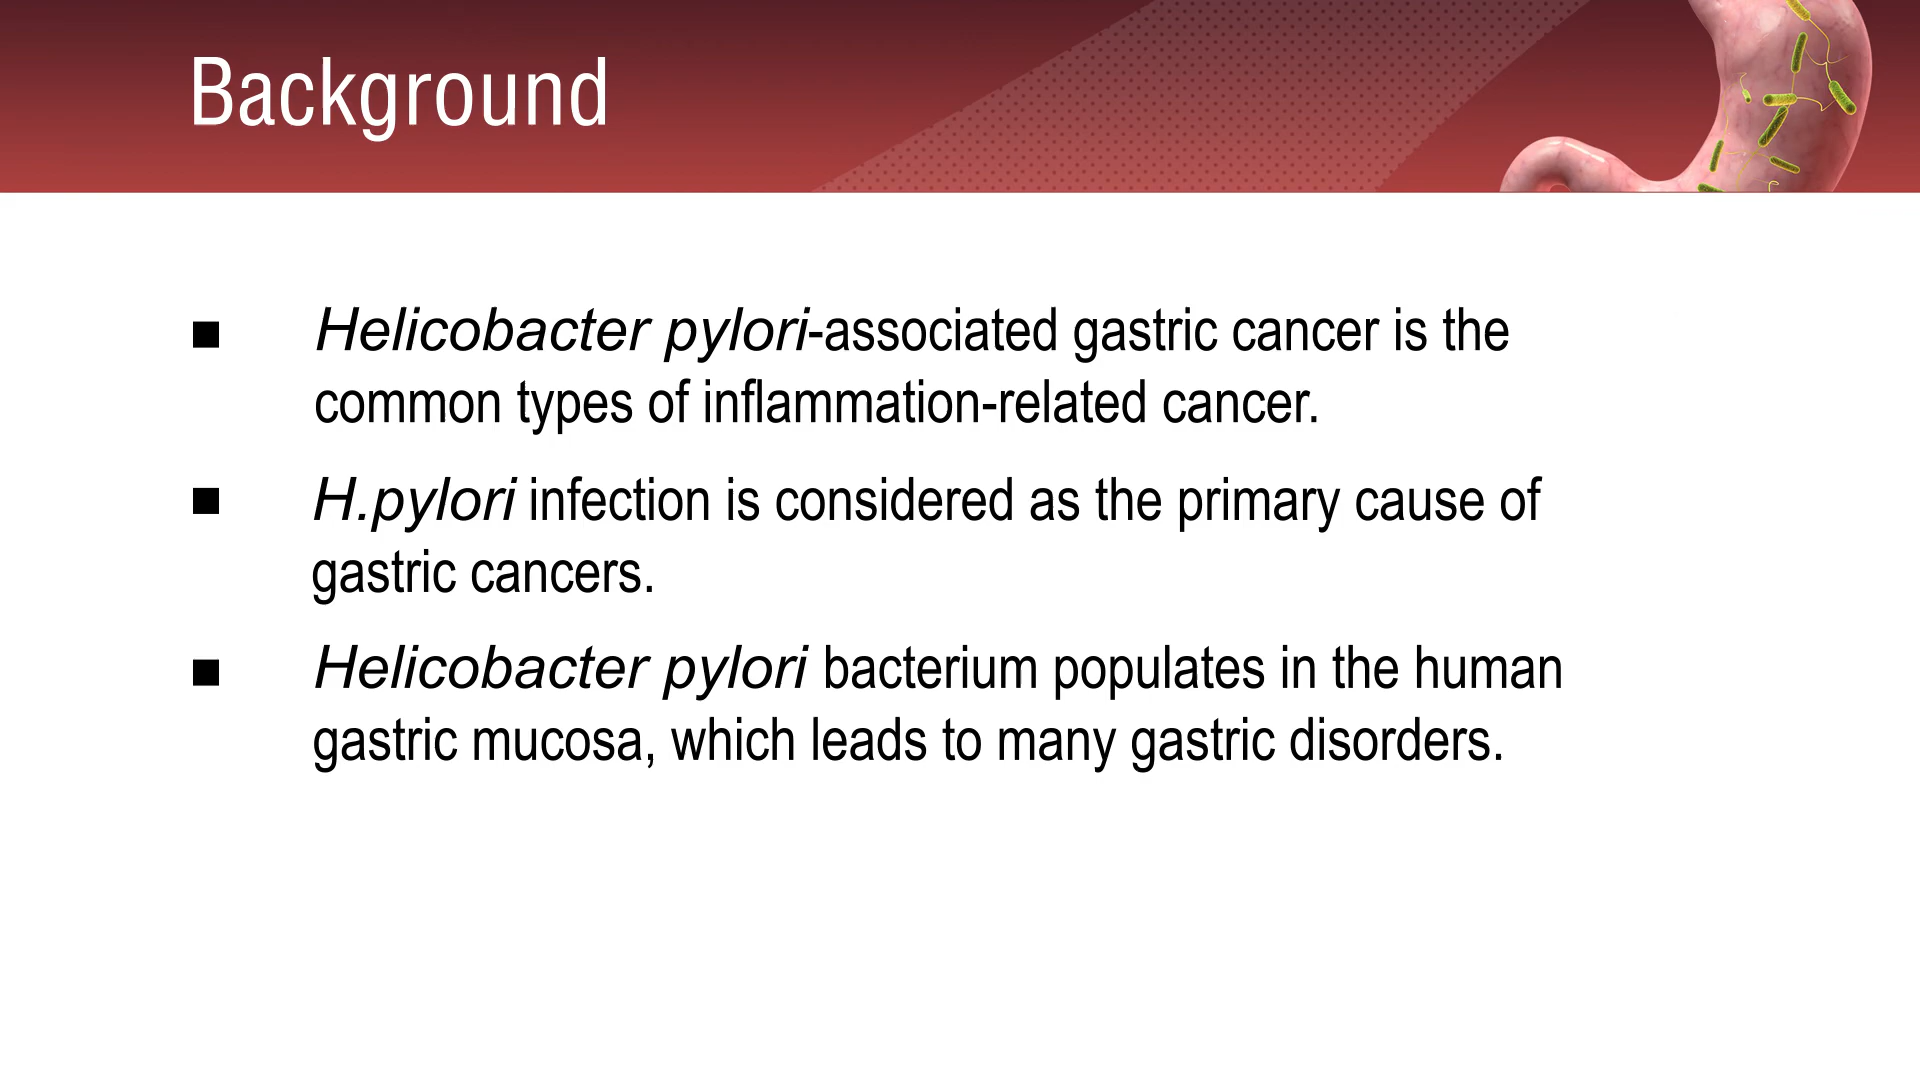 Background
■ Helicobacter pylori-associated gastric cancer is the
common types of inflammation-related cancer.
■ H.pylori infection is considered as the primary cause of
gastric cancers.
■ Helicobacter pylori bacterium populates in the human
gastric mucosa, which leads to many gastric disorders.